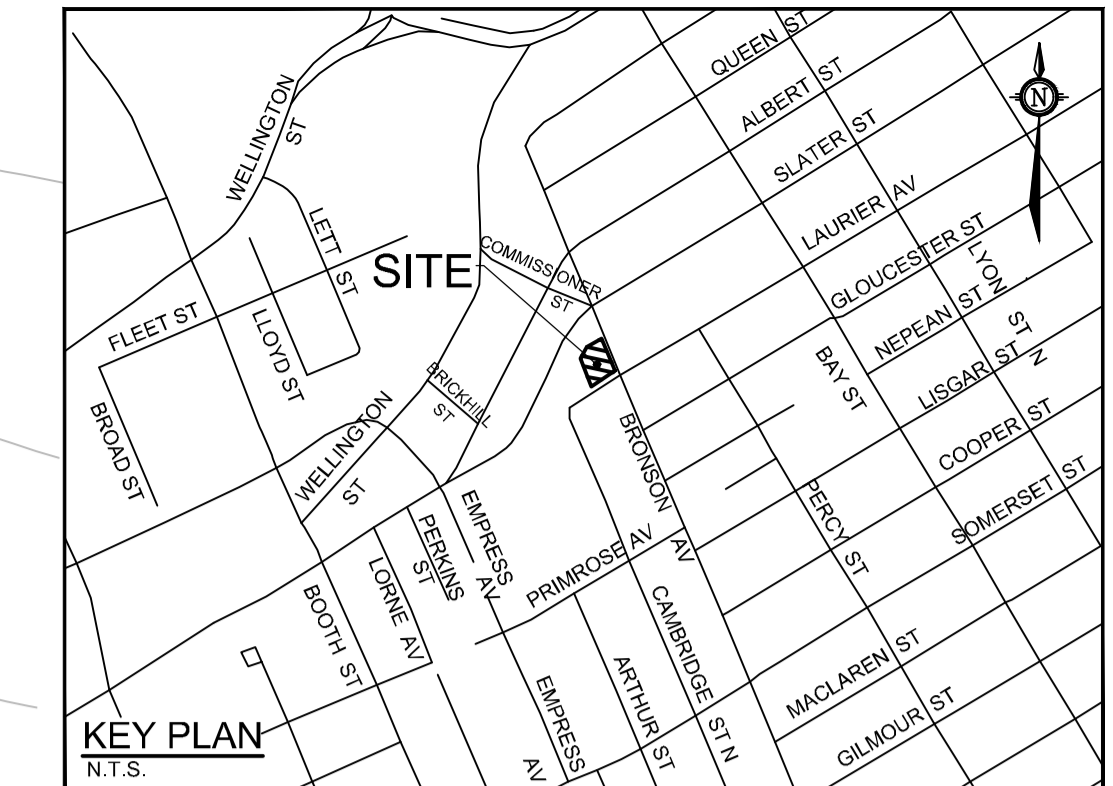 QUEEN ST
ALBERT ST
SLATER ST
LAURIER AV
GLOUCESTER ST
NEPEAN ST
LISGAR ST
COOPER ST
SOMERSET ST
MACLAREN ST
GILMOUR ST
N
WELLINGTON
ST
LETT ST
SITE
COMMISSIONER
ST
FLEET ST
LLOYD ST
BROAD ST
BRICKHILL
ST
WELLINGTON
ST
LYON ST N
BAY ST
BRONSON AV
PERCY ST
EMPRESS AV
PERKINS
ST
LORNE AV
BOOTH ST
PRIMROSE AV
CAMBRIDGE ST N
ARTHUR ST
EMPRESS
AV
KEY PLAN
N.T.S.